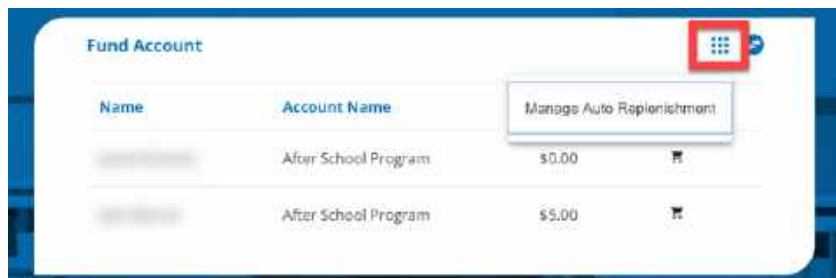 Fund Account
Name Account Name Manage Auto Replenishment
After School Program $0.00
After School Program $5.00